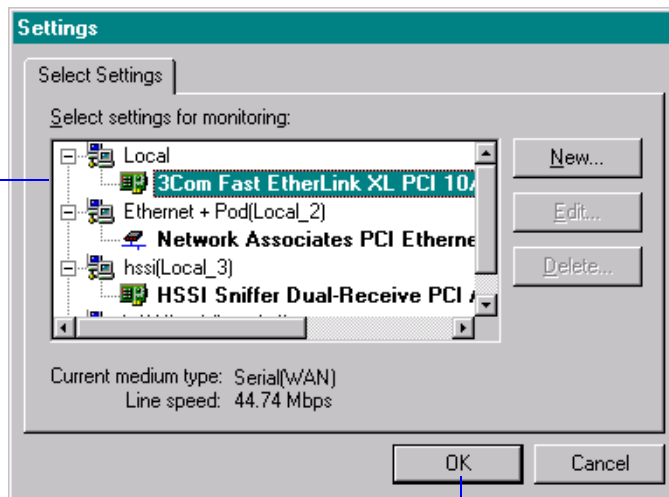 Settings
Select Settings
Select settings for monitoring:
Local
3Com Fast EtherLink XL PCI 10/
Ethernet + Pod(Local_2)
Network Associates PCI Etherne
hssi(Local_3)
HSSI Sniffer Dual-Receive PCI
New...
Edit...
Delete...
Current medium type: Serial(WAN)
Line speed: 44.74 Mbps
OK
Cancel